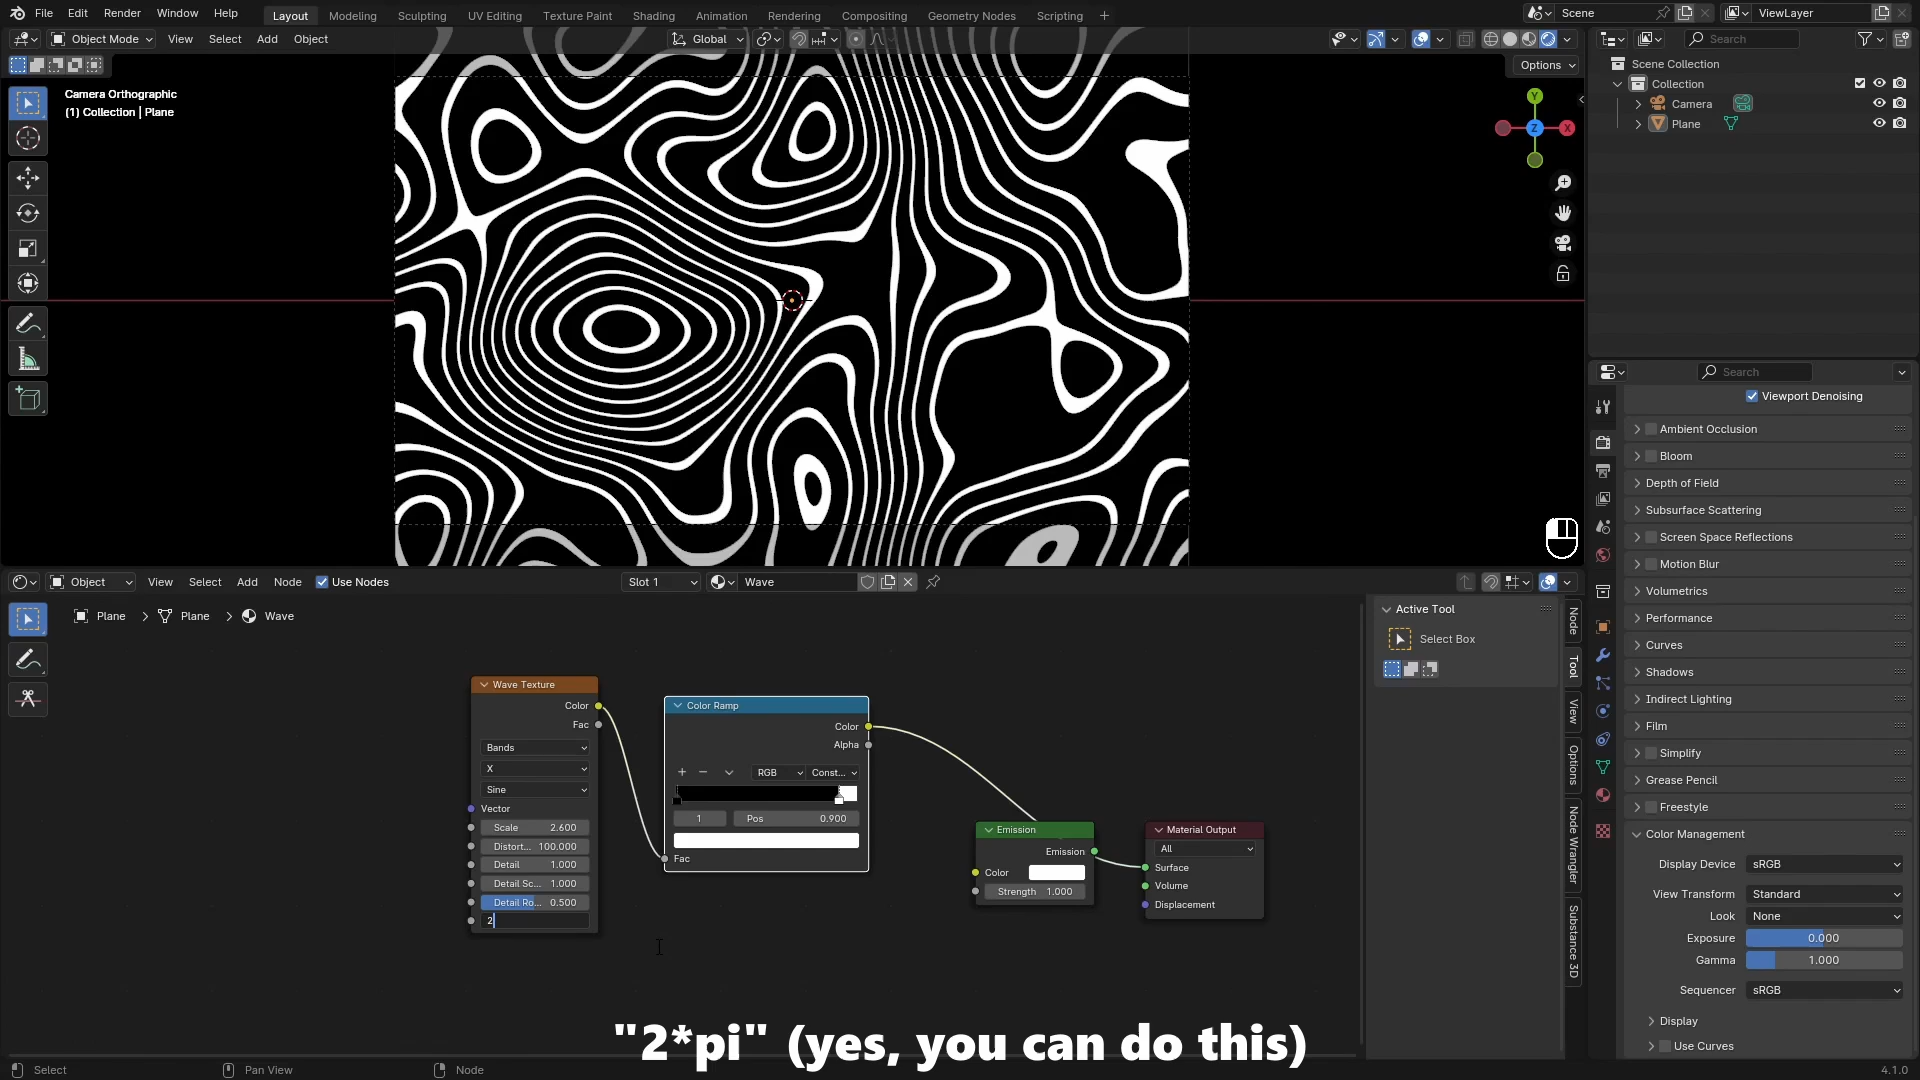 File Edit Render Window Help Layout Modeling Sculpting UV Editing Texture Paint Shading Animation Rendering Compositing Geometry Nodes Scripting + Scene ViewLayer
Object Mode View Select Add Object Global Search
Options
Camera Orthographic
(1) Collection | Plane
Y
Z
X
Scene Collection
Collection
Camera
Plane
Search
Viewport Denoising
Ambient Occlusion
Bloom
Depth of Field
Subsurface Scattering
Screen Space Reflections
Motion Blur
Volumetrics
Performance
Curves
Shadows
Indirect Lighting
Film
Simplify
Grease Pencil
Freestyle
Color Management
Display Device sRGB
View Transform Standard
Look None
Exposure 0.000
Gamma 1.000
Sequencer sRGB
Display
Use Curves
Object View Select Add Node Use Nodes Slot 1 Wave
Plane > Plane > Wave
Active Tool
Select Box
Node
Tool
View
Options
Node Wrangler
Substance 3D
Wave Texture
Color
Fac
Bands
X
Sine
Vector
Scale 2.600
Distort... 100.000
Detail 1.000
Detail Sc... 1.000
Detail Ro... 0.500
2
Color Ramp
Color
Alpha
+ − RGB Const...
1 Pos 0.900
Fac
Emission
Emission
Color
Strength 1.000
Material Output
All
Surface
Volume
Displacement
"2*pi" (yes, you can do this)
Select Pan View Node 4.1.0